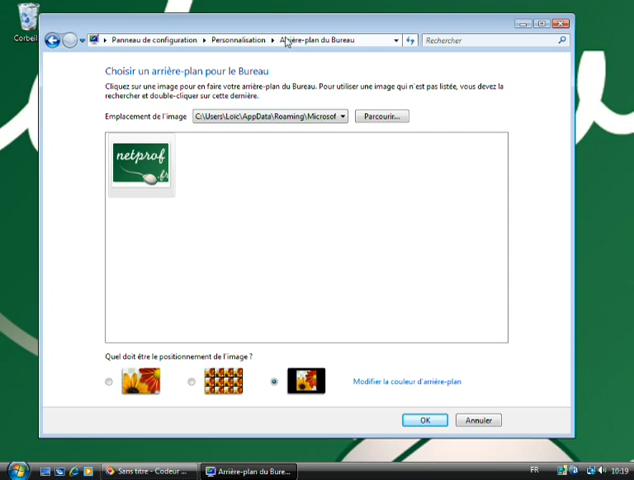 Corbeil
Panneau de configuration
Personnalisation
Arrière-plan du Bureau
Rechercher
Choisir un arrière-plan pour le Bureau
Cliquez sur une image pour en faire votre arrière-plan du Bureau. Pour utiliser une image qui n'est pas listée, vous devez la
rechercher et double-cliquer sur cette dernière.
Emplacement de l'image
C:\Users\Loic\AppData\Roaming\Microsof
Parcourir...
netprof
.fr
Quel doit être le positionnement de l'image ?
Modifier la couleur d'arrière-plan
OK
Annuler
Sans titre - Codeur ...
Arrière-plan du Bure...
FR
10:19